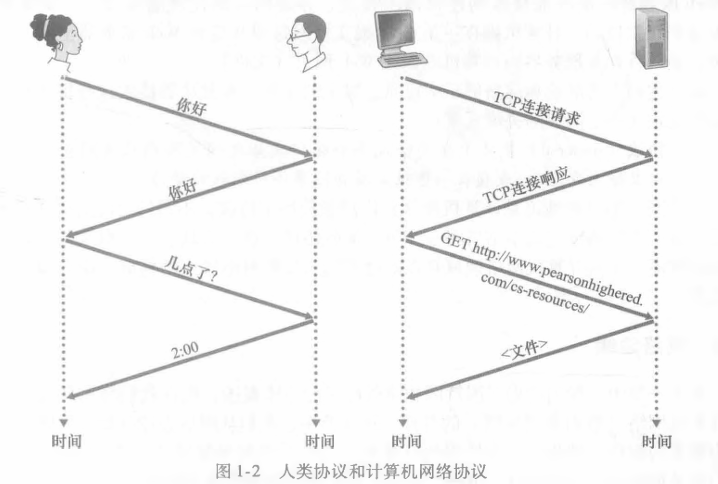 你好
TCP连接请求
你好
TCP连接响应
几点了?
GET http://www.pearsonhighered.
com/cs-resources/
2:00
<文件>
时间
时间
时间
时间
图1-2 人类协议和计算机网络协议